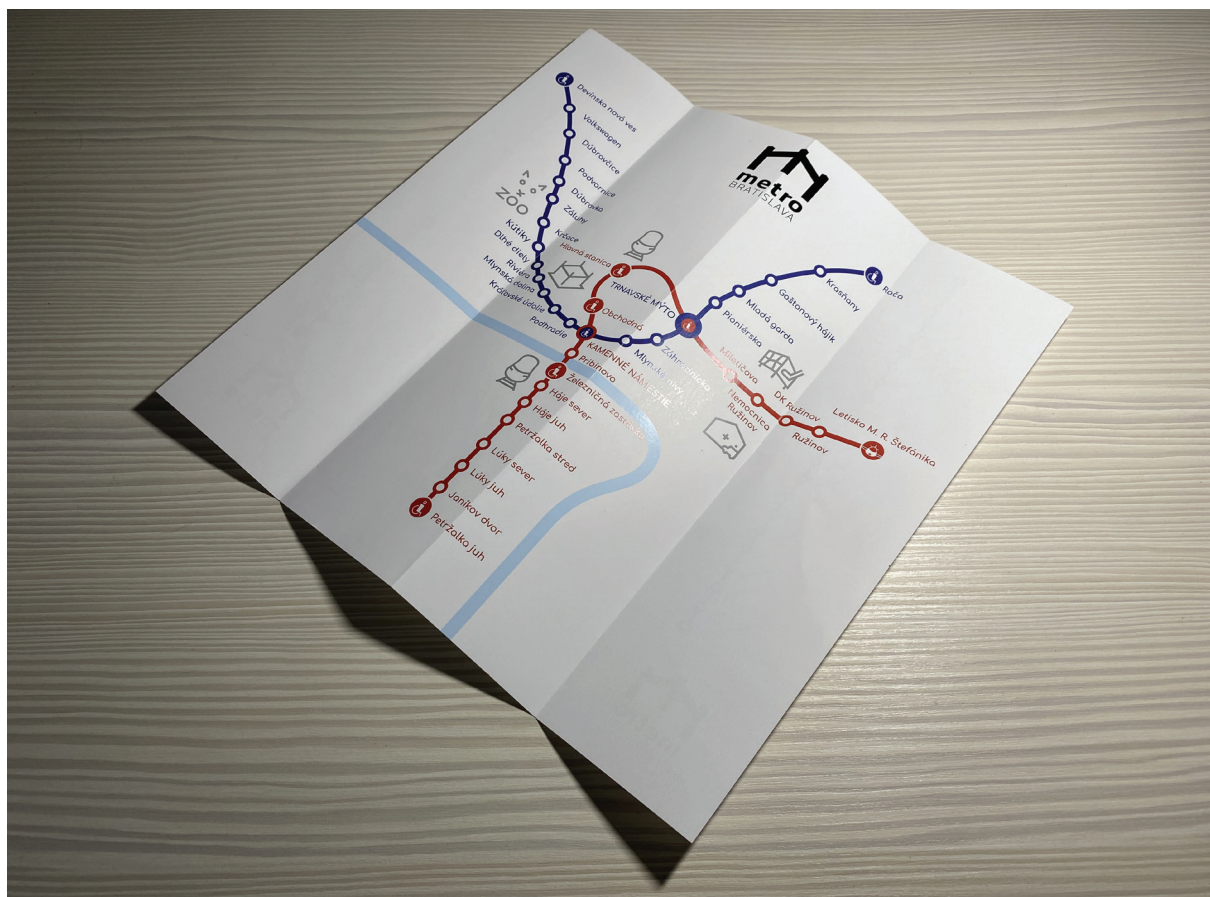 Devínska nová ves
Volkswagen
Dúbravčice
Podvornice
Dúbravka
Záluhy
Krčace
Kútiky
Dlhé diely
Riviéra
Mlynská dolina
Kráľovské údolie
Podhradie
ZOO
metro
BRATISLAVA
Hlavná stanica
TRNAVSKÉ MÝTO
Obchodná
KAMENNÉ NÁMESTIE
Mlynské nivy
Záhradnícka
Pioniérska
Mladá garda
Gaštanový hájik
Krasňany
Rača
Pribinova
Železničná zastávka
Háje sever
Háje juh
Petržalka stred
Lúky sever
Lúky juh
Janíkov dvor
Petržalka juh
Miletičova
Nemocnica
Ružinov
DK Ružinov
Ružinov
Letisko M. R. Štefánika